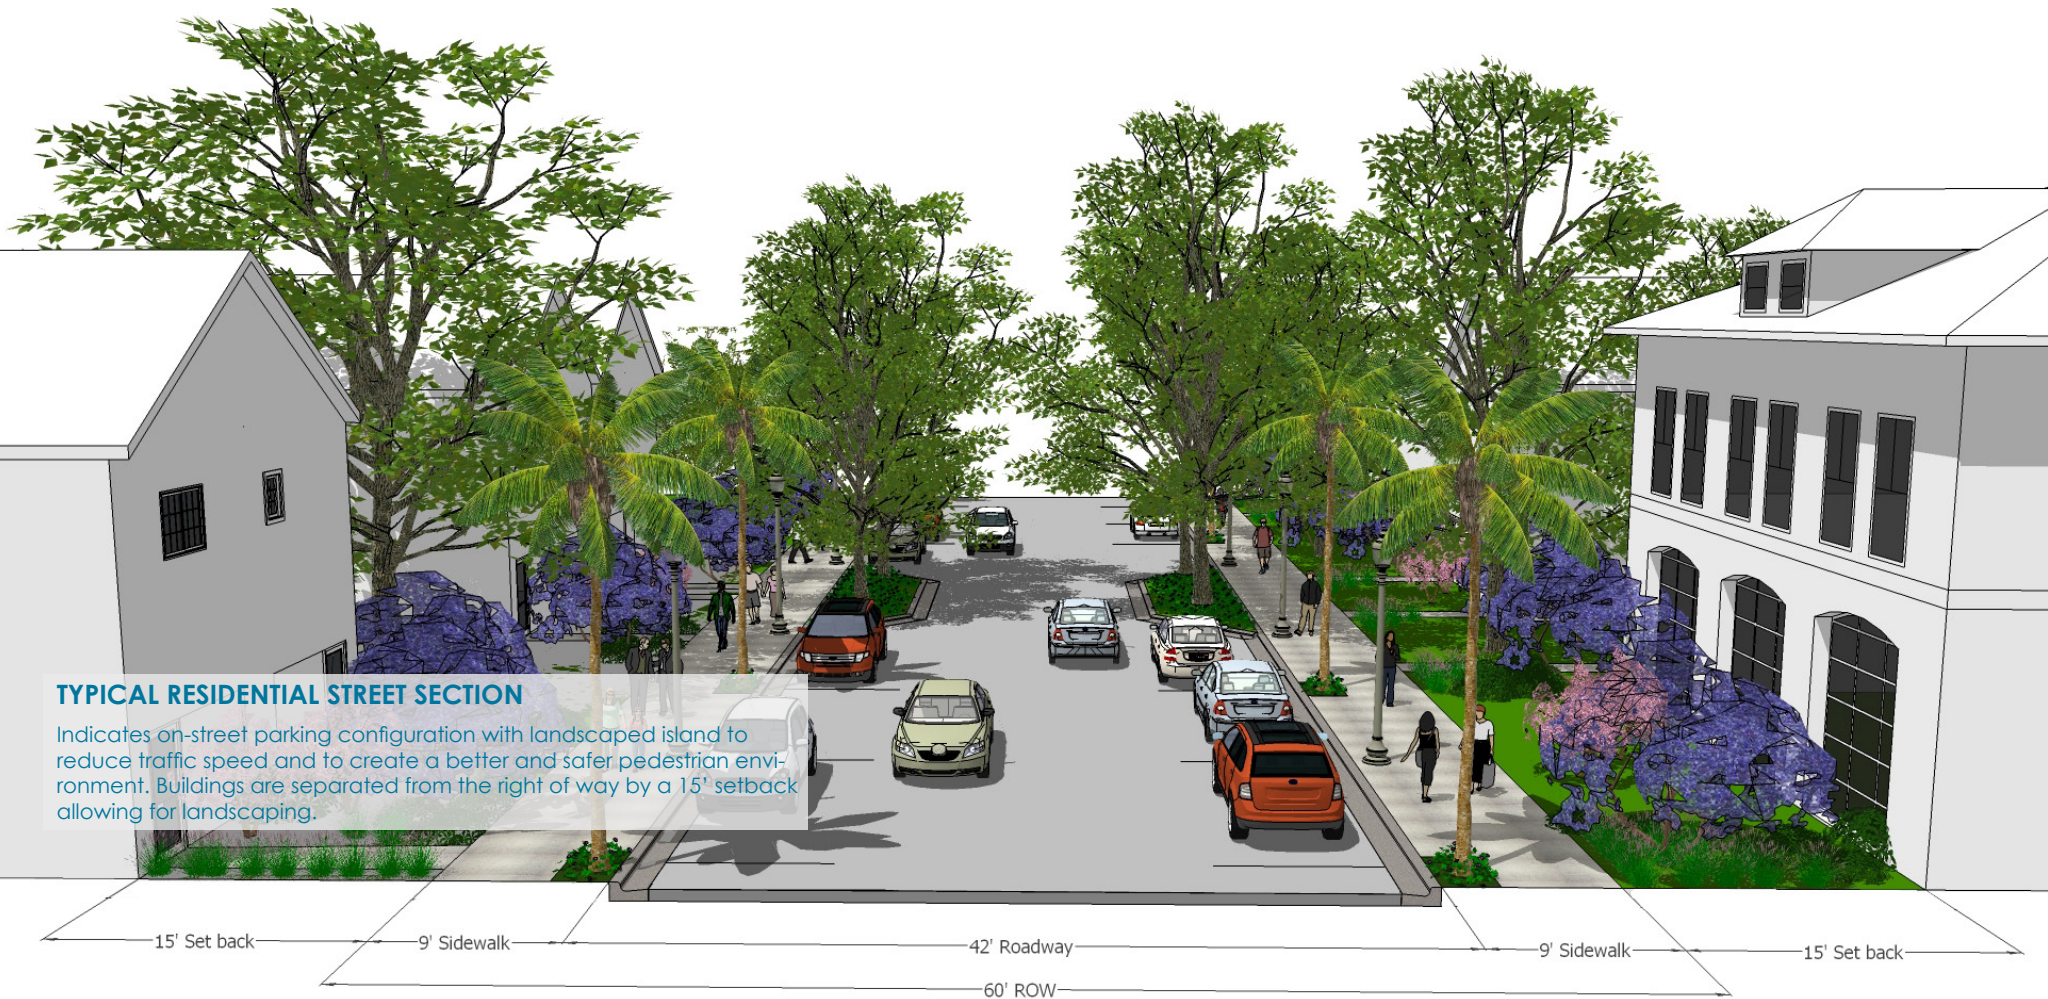 TYPICAL RESIDENTIAL STREET SECTION
Indicates on-street parking configuration with landscaped island to
reduce traffic speed and to create a better and safer pedestrian envi-
ronment. Buildings are separated from the right of way by a 15' setback
allowing for landscaping.
15' Set back
9' Sidewalk
42' Roadway
9' Sidewalk
15' Set back
60' ROW